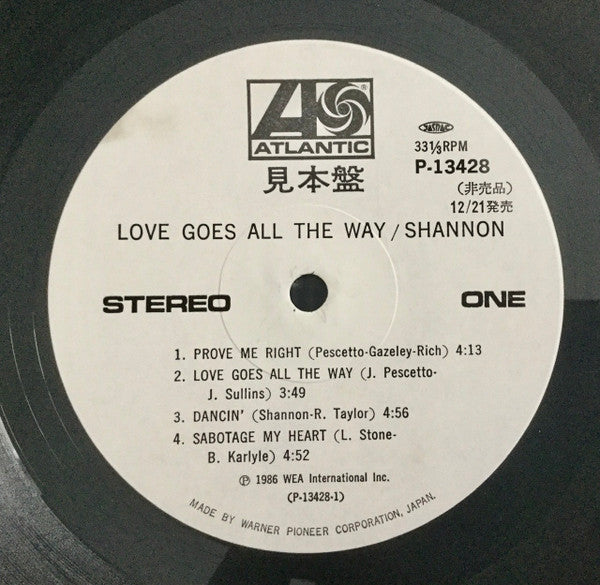 ATLANTIC
®
見本盤
JASRAC
33⅓RPM
P-13428
(非売品)
12/21発売
LOVE GOES ALL THE WAY / SHANNON
STEREO
ONE
1. PROVE ME RIGHT (Pescetto-Gazeley-Rich) 4:13
2. LOVE GOES ALL THE WAY (J. Pescetto-
J. Sullins) 3:49
3. DANCIN' (Shannon-R. Taylor) 4:56
4. SABOTAGE MY HEART (L. Stone-
B. Karlyle) 4:52
Ⓟ 1986 WEA International Inc.
(P-13428-1)
MADE BY WARNER PIONEER CORPORATION, JAPAN.